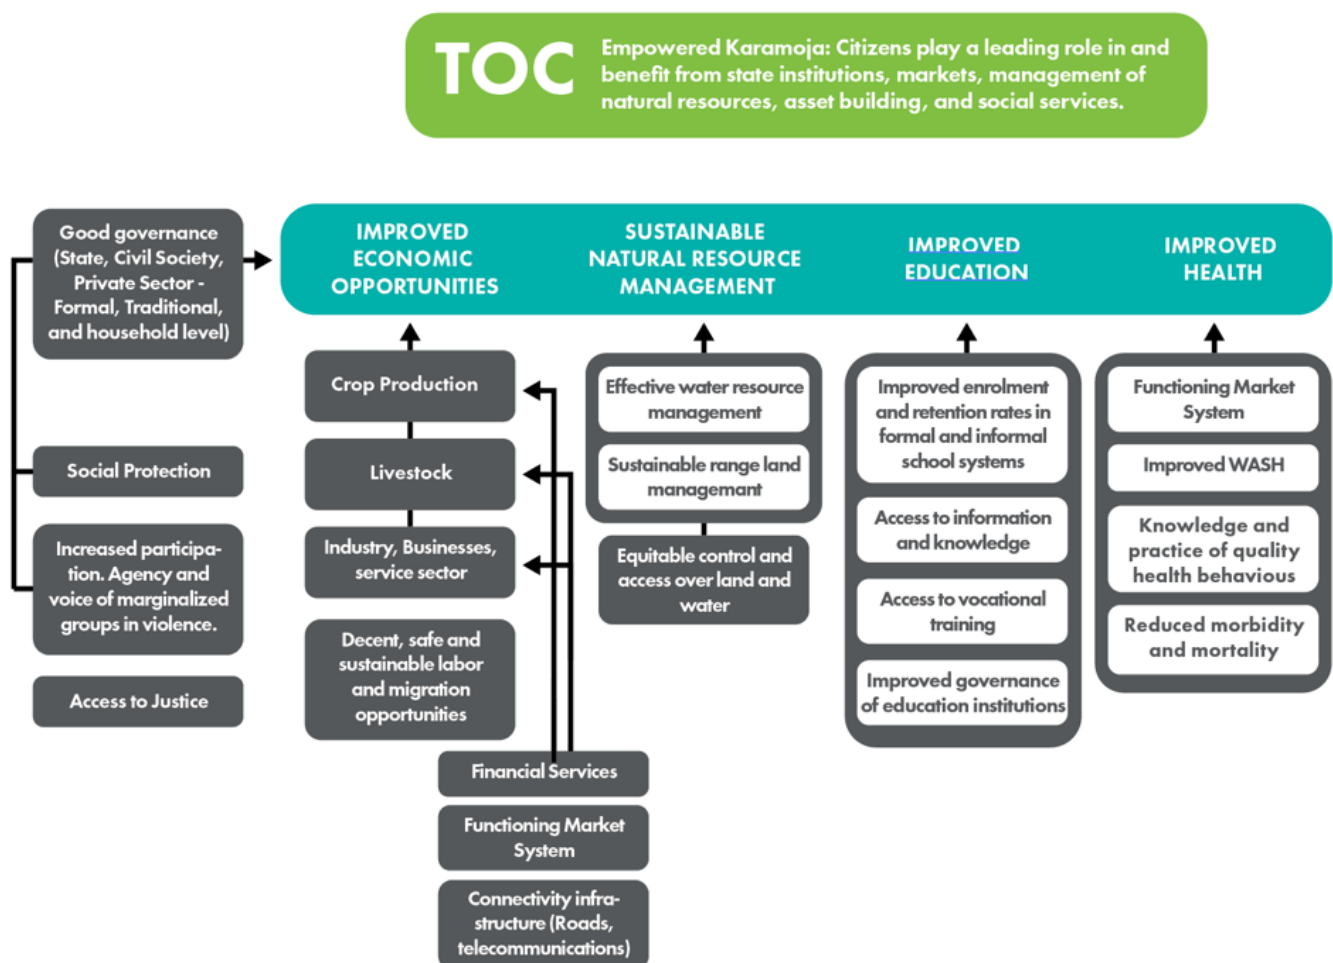 TOC
Empowered Karamoja: Citizens play a leading role in and
benefit from state institutions, markets, management of
natural resources, asset building, and social services.
Good governance
(State, Civil Society,
Private Sector -
Formal, Traditional,
and household level)
Social Protection
Increased participa-
tion. Agency and
voice of marginalized
groups in violence.
Access to Justice
IMPROVED
ECONOMIC
OPPORTUNITIES
SUSTAINABLE
NATURAL RESOURCE
MANAGEMENT
IMPROVED
EDUCATION
IMPROVED
HEALTH
Crop Production
Livestock
Industry, Businesses,
service sector
Decent, safe and
sustainable labor
and migration
opportunities
Financial Services
Functioning Market
System
Connectivity infra-
structure (Roads,
telecommunications)
Effective water resource
management
Sustainable range land
managemant
Equitable control and
access over land and
water
Improved enrolment
and retention rates in
formal and informal
school systems
Access to information
and knowledge
Access to vocational
training
Improved governance
of education institutions
Functioning Market
System
Improved WASH
Knowledge and
practice of quality
health behavious
Reduced morbidity
and mortality